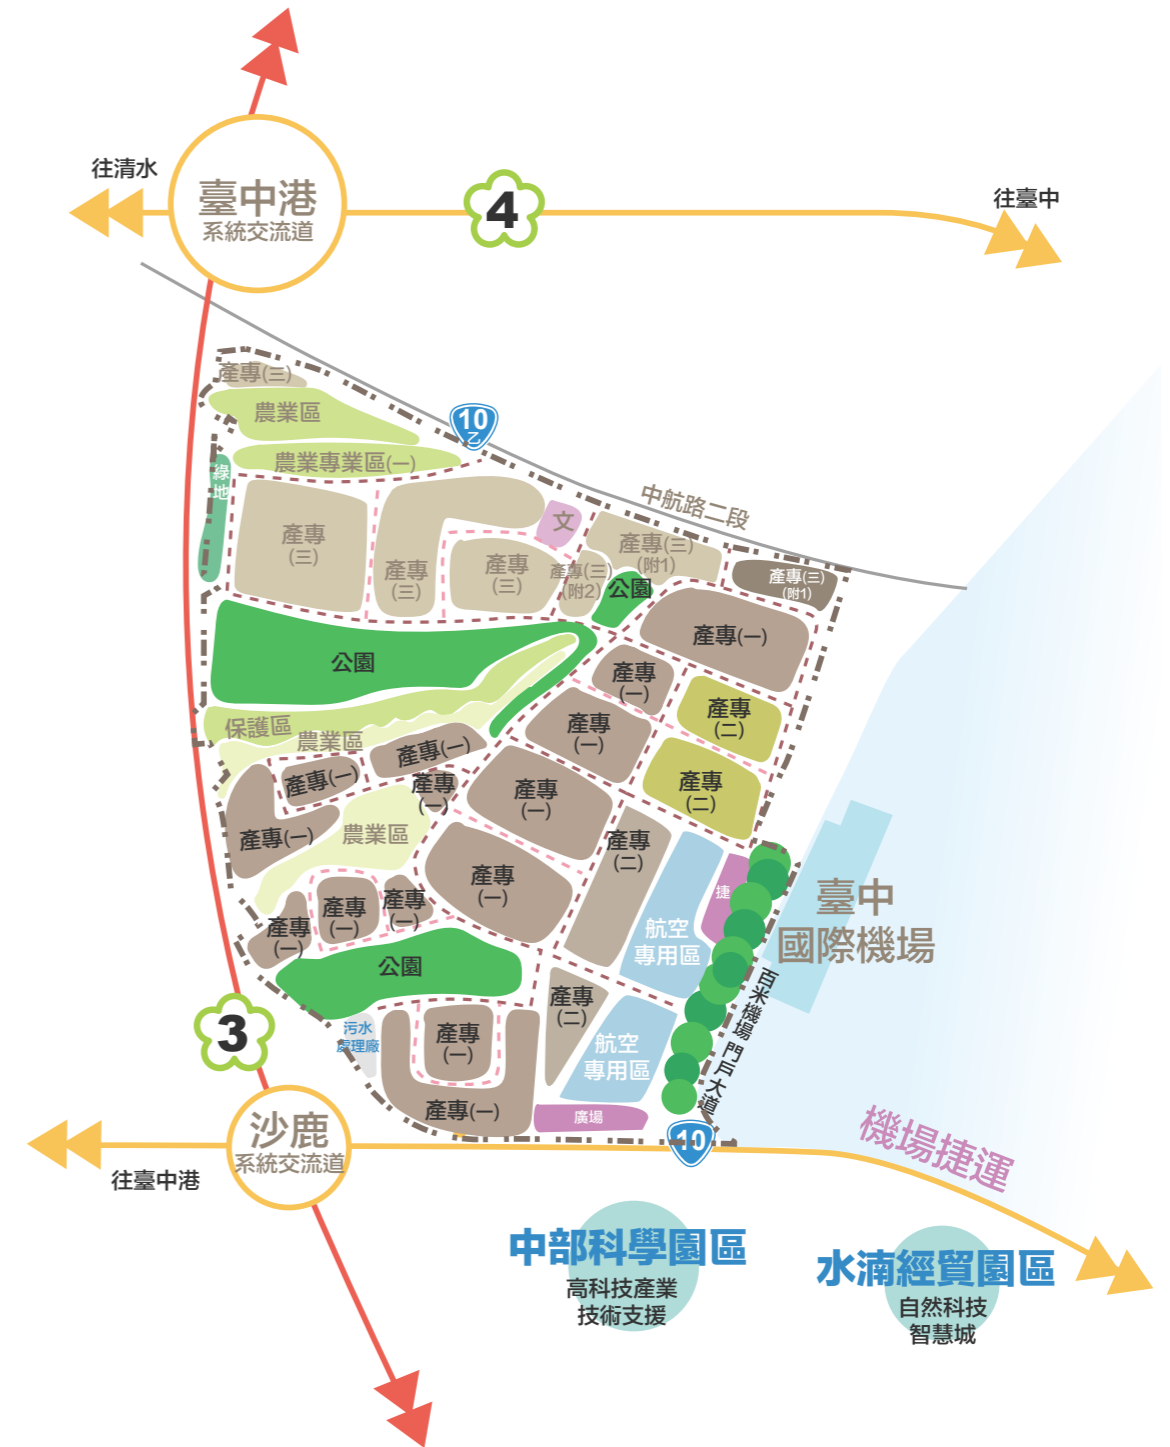 往清水
臺中港
系統交流道
4
往臺中
產專(三)
農業區
10
乙
農業專業區(一)
綠
地
中航路二段
文
產專
(三)
產專
(三)
產專
(三)
產專(三)
(附1)
產專(三)
(附2)
公園
產專(三)
(附1)
產專(一)
公園
產專
(一)
產專
(二)
保護區
農業區
產專
(一)
產專(一)
產專(一)
產專
(一)
產專
(一)
產專
(二)
產專(一)
農業區
產專
(二)
產專
(一)
捷
臺中
國際機場
產專
(一)
產專
(一)
產專
(一)
航空
專用區
公園
百米機場門戶大道
產專
(二)
3
污水
處理廠
產專
(一)
航空
專用區
產專(一)
廣場
10
沙鹿
系統交流道
往臺中港
機場捷運
中部科學園區
高科技產業
技術支援
水湳經貿園區
自然科技
智慧城